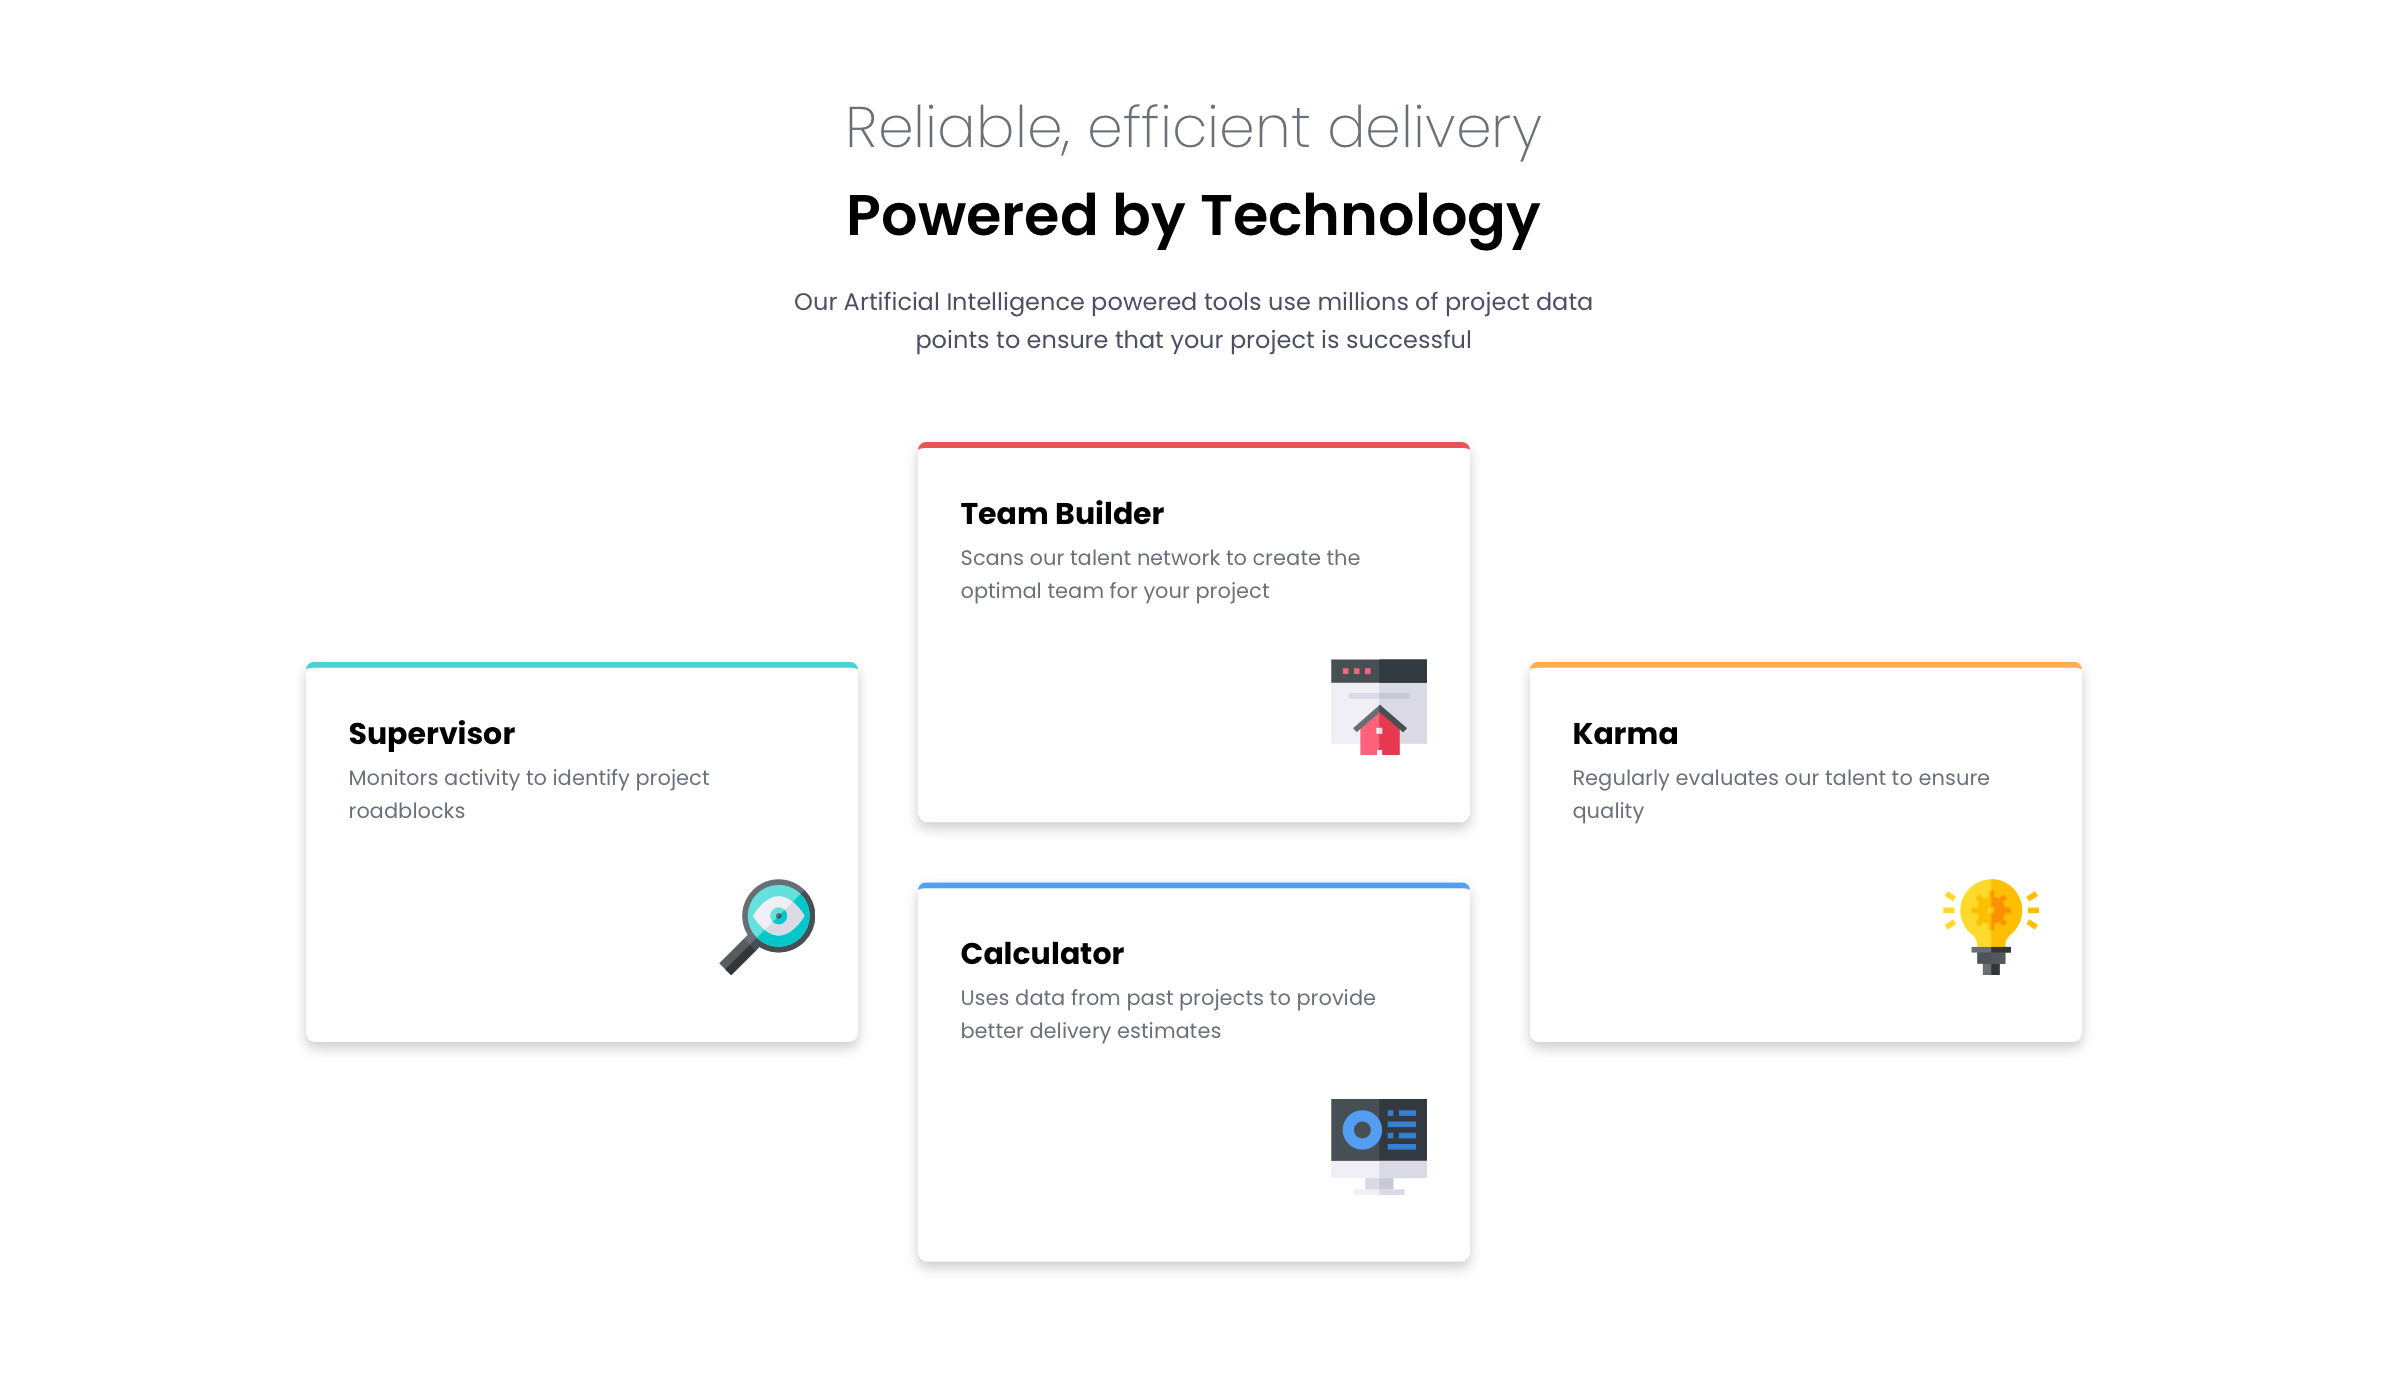 Reliable, efficient delivery
Powered by Technology
Our Artificial Intelligence powered tools use millions of project data
points to ensure that your project is successful
Supervisor
Monitors activity to identify project
roadblocks
Team Builder
Scans our talent network to create the
optimal team for your project
Calculator
Uses data from past projects to provide
better delivery estimates
Karma
Regularly evaluates our talent to ensure
quality